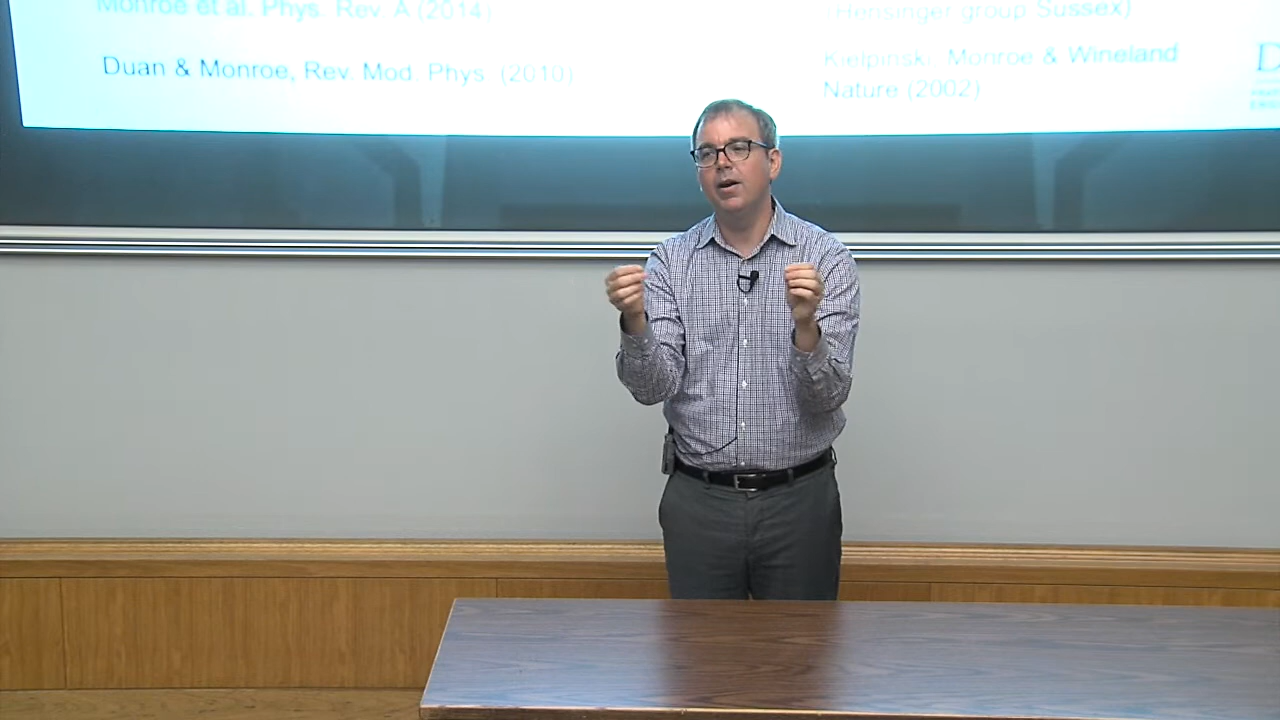 Monroe et al. Phys. Rev. A (2014)
Duan & Monroe, Rev. Mod. Phys. (2010)
(Hensinger group Sussex)
Kielpinski, Monroe & Wineland
Nature (2002)